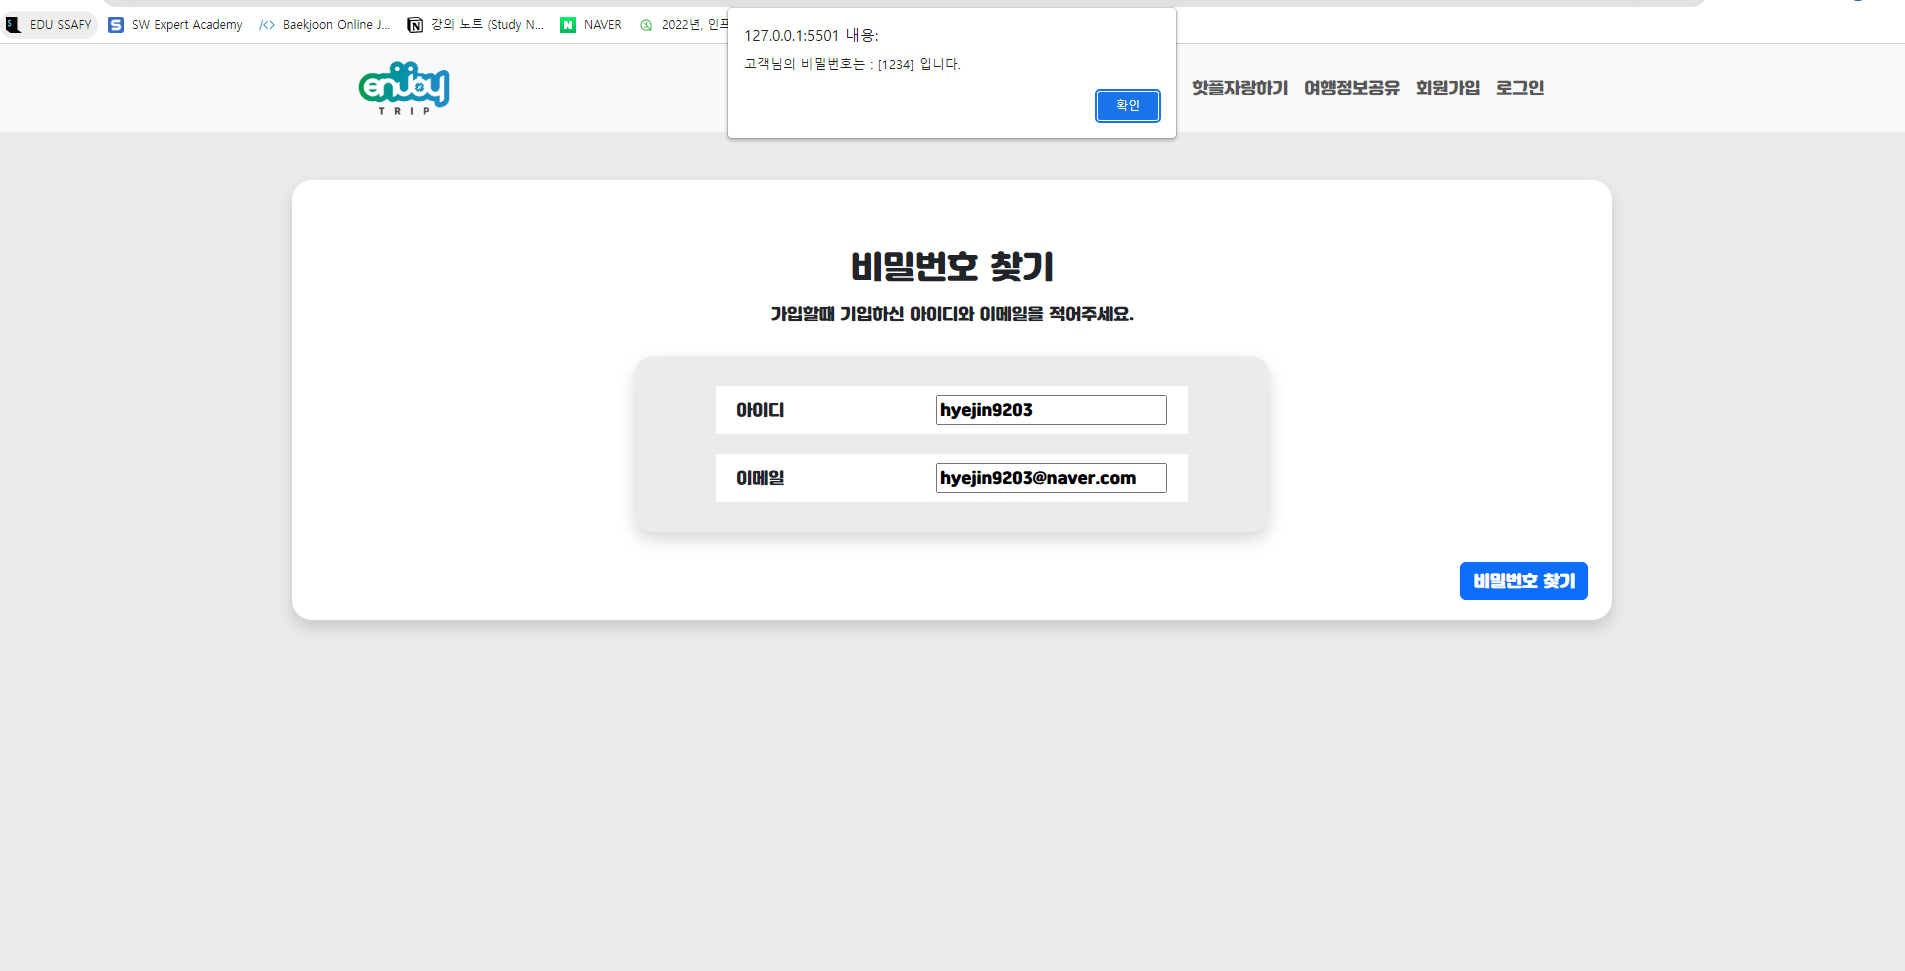 EDU SSAFY
SW Expert Academy
Baekjoon Online J...
강의 노트 (Study N...
NAVER
2022년, 인프
127.0.0.1:5501 내용:
고객님의 비밀번호는 : [1234] 입니다.
확인
enjoy
TRIP
핫플자랑하기
여행정보공유
회원가입
로그인
비밀번호 찾기
가입할때 기입하신 아이디와 이메일을 적어주세요.
아이디
hyejin9203
이메일
hyejin9203@naver.com
비밀번호 찾기